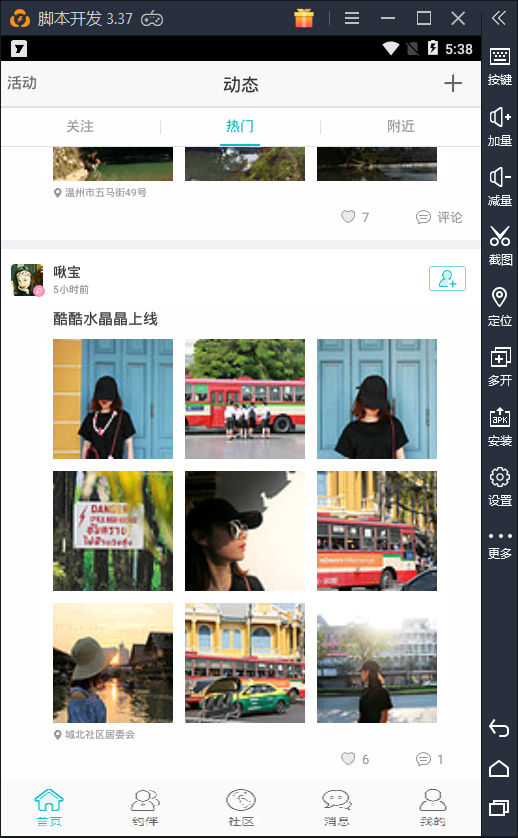 脚本开发 3.37
5:38
活动 动态
关注 热门 附近
温州市五马街49号
7 评论
啾宝
5小时前
酷酷水晶晶上线
DANGER
城北社区居委会
6 1
首页 约伴 社区 消息 我的
按键
加量
减量
截图
定位
多开
APK
安装
设置
更多